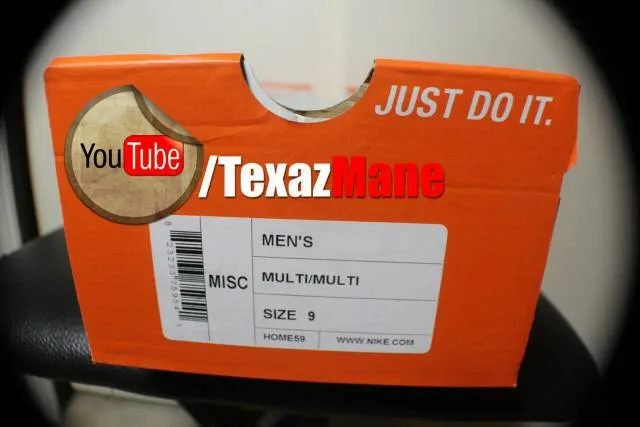 JUST DO IT.
YouTube /TexazMane
MEN'S
MISC
MULTI/MULTI
SIZE 9
HOME59
WWW.NIKE.COM